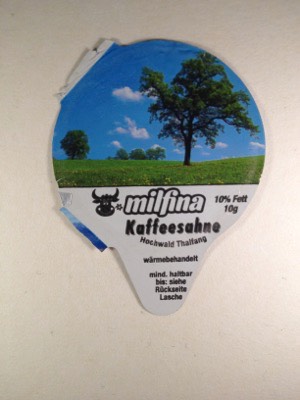 milfina
10% Fett
10g
Kaffeesahne
Hochwald Thalfang
wärmebehandelt
mind. haltbar
bis: siehe
Rückseite
Lasche